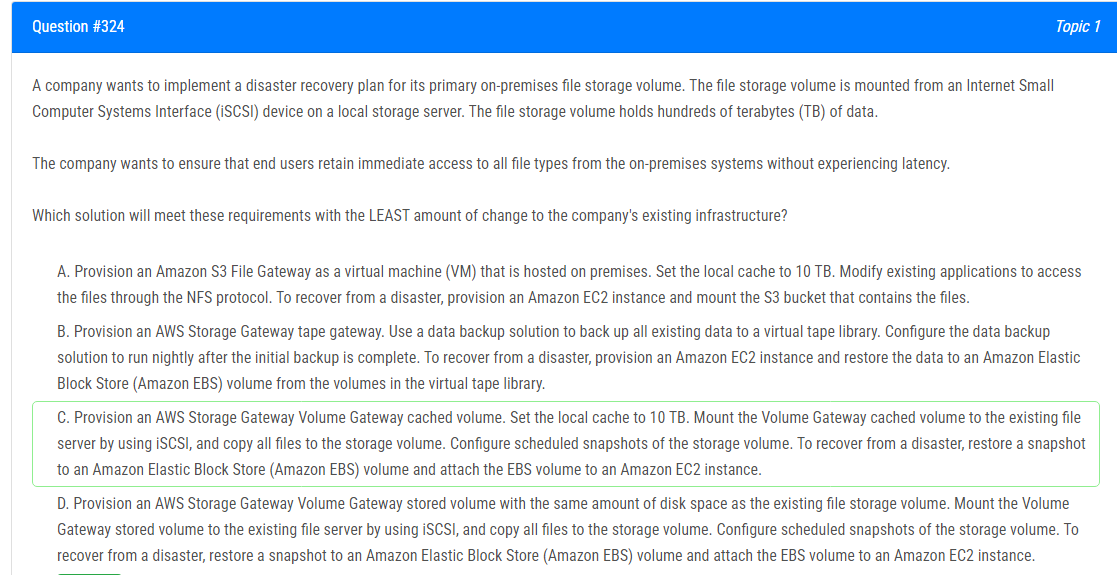 Question #324
Topic 1
A company wants to implement a disaster recovery plan for its primary on-premises file storage volume. The file storage volume is mounted from an Internet Small
Computer Systems Interface (iSCSI) device on a local storage server. The file storage volume holds hundreds of terabytes (TB) of data.
The company wants to ensure that end users retain immediate access to all file types from the on-premises systems without experiencing latency.
Which solution will meet these requirements with the LEAST amount of change to the company's existing infrastructure?
A. Provision an Amazon S3 File Gateway as a virtual machine (VM) that is hosted on premises. Set the local cache to 10 TB. Modify existing applications to access
the files through the NFS protocol. To recover from a disaster, provision an Amazon EC2 instance and mount the S3 bucket that contains the files.
B. Provision an AWS Storage Gateway tape gateway. Use a data backup solution to back up all existing data to a virtual tape library. Configure the data backup
solution to run nightly after the initial backup is complete. To recover from a disaster, provision an Amazon EC2 instance and restore the data to an Amazon Elastic
Block Store (Amazon EBS) volume from the volumes in the virtual tape library.
C. Provision an AWS Storage Gateway Volume Gateway cached volume. Set the local cache to 10 TB. Mount the Volume Gateway cached volume to the existing file
server by using iSCSI, and copy all files to the storage volume. Configure scheduled snapshots of the storage volume. To recover from a disaster, restore a snapshot
to an Amazon Elastic Block Store (Amazon EBS) volume and attach the EBS volume to an Amazon EC2 instance.
D. Provision an AWS Storage Gateway Volume Gateway stored volume with the same amount of disk space as the existing file storage volume. Mount the Volume
Gateway stored volume to the existing file server by using iSCSI, and copy all files to the storage volume. Configure scheduled snapshots of the storage volume. To
recover from a disaster, restore a snapshot to an Amazon Elastic Block Store (Amazon EBS) volume and attach the EBS volume to an Amazon EC2 instance.